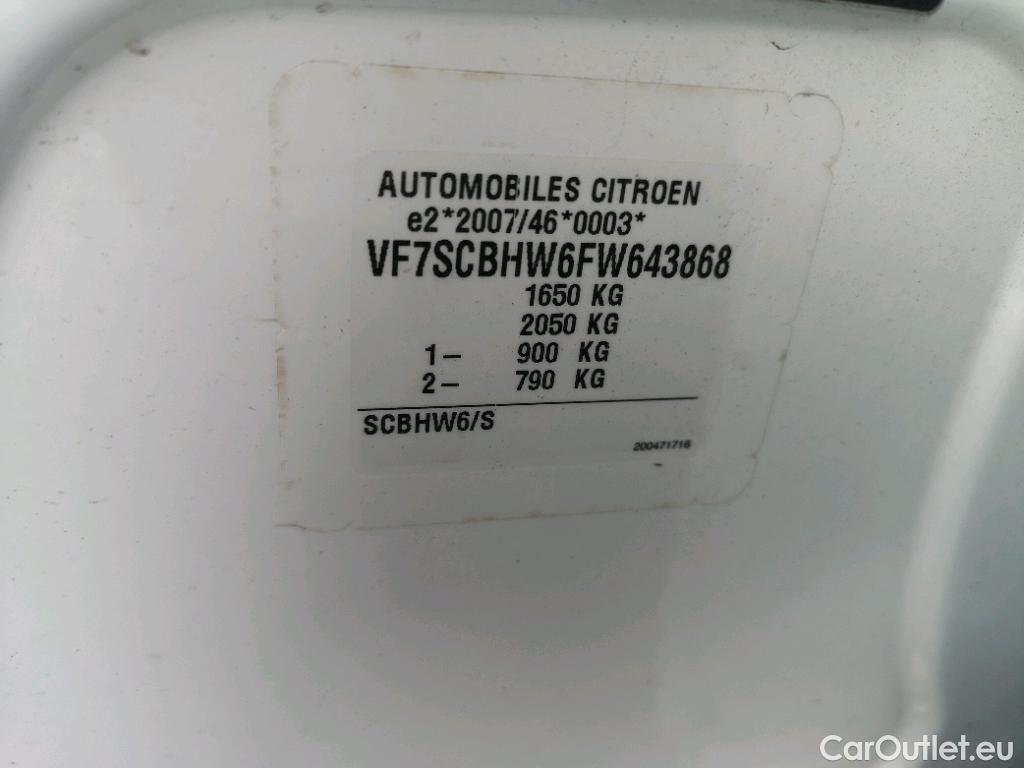 AUTOMOBILES CITROEN
e2*2007/46*0003*
VF7SCBHW6FW643868
1650 KG
2050 KG
1– 900 KG
2– 790 KG
SCBHW6/S
200471716
CarOutlet.eu